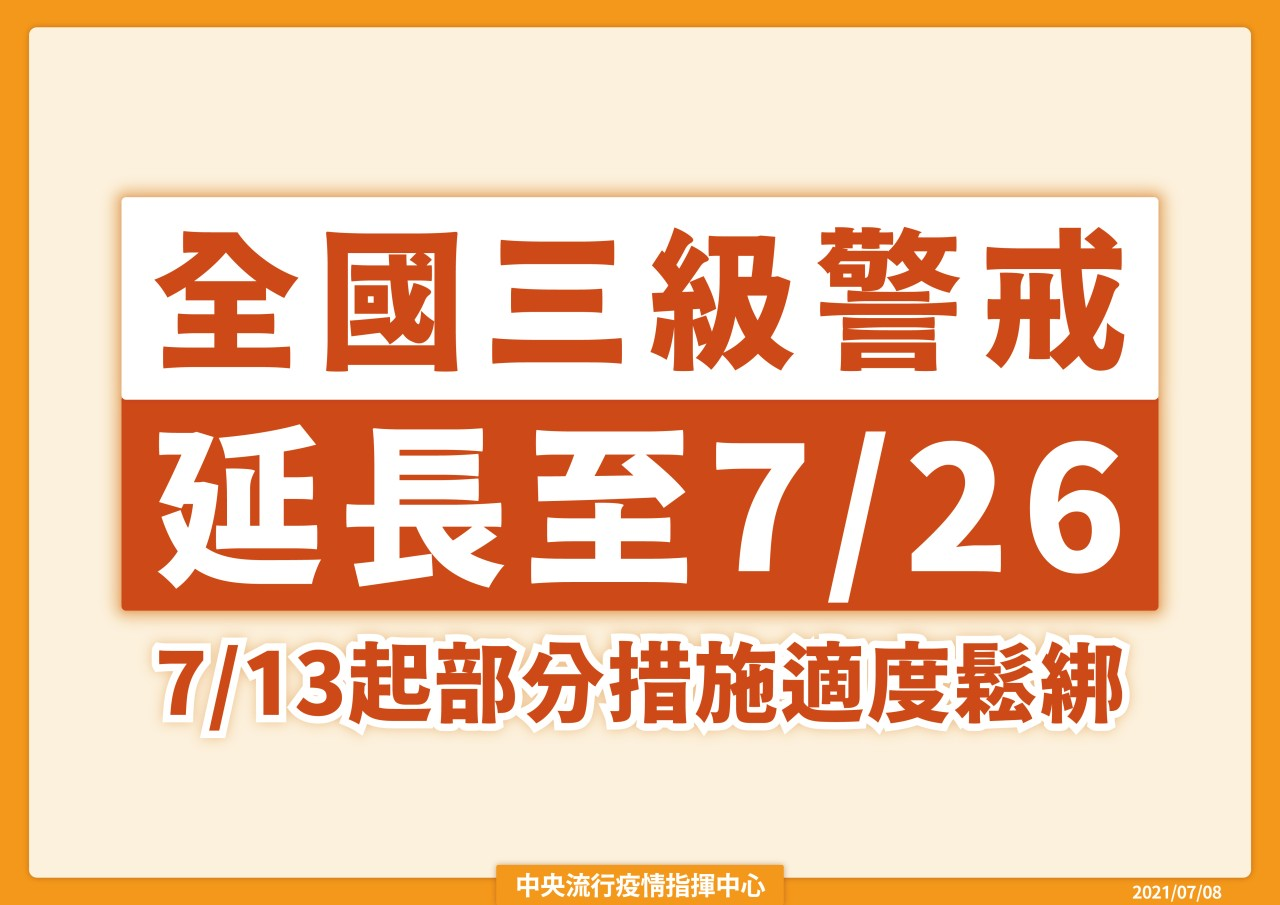 全國三級警戒
延長至7/26
7/13起部分措施適度鬆綁
中央流行疫情指揮中心
2021/07/08